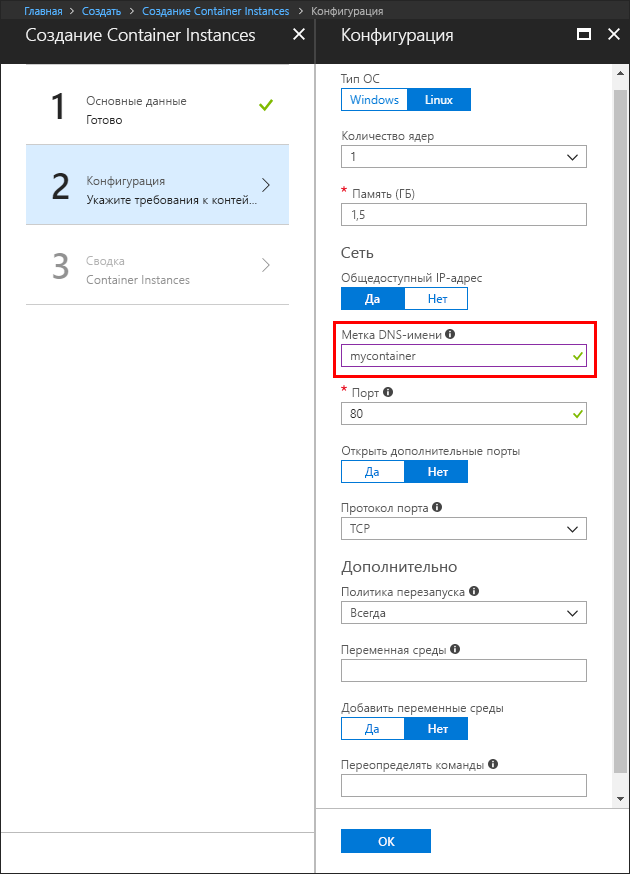 Главная > Создать > Создание Container Instances > Конфигурация
Создание Container Instances
1
Основные данные
Готово
2
Конфигурация
Укажите требования к контей...
3
Сводка
Container Instances
Конфигурация
Тип ОС
Windows Linux
Количество ядер
1
* Память (ГБ)
1,5
Сеть
Общедоступный IP-адрес
Да Нет
Метка DNS-имени
mycontainer
* Порт
80
Открыть дополнительные порты
Да Нет
Протокол порта
TCP
Дополнительно
Политика перезапуска
Всегда
Переменная среды
Добавить переменные среды
Да Нет
Переопределять команды
OK